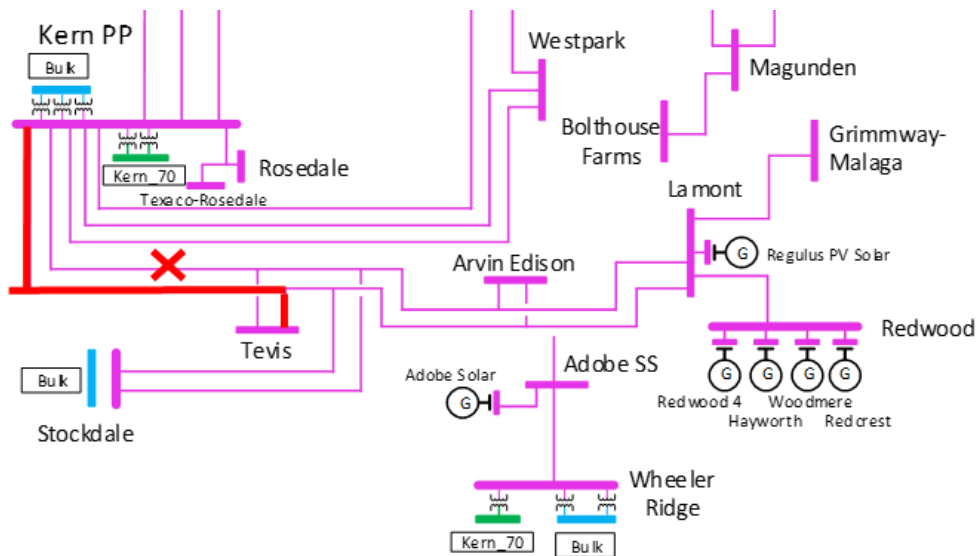 Kern PP
Bulk
Westpark
Magunden
Bolthouse
Farms
Grimmway-
Malaga
Rosedale
Kern_70
Texaco-Rosedale
Lamont
Regulus PV Solar
G
Arvin Edison
Tevis
Redwood
Bulk
Stockdale
Adobe Solar
G
Adobe SS
G
G
G
G
Redwood 4
Woodmere
Hayworth
Redcrest
Wheeler
Ridge
Kern_70
Bulk